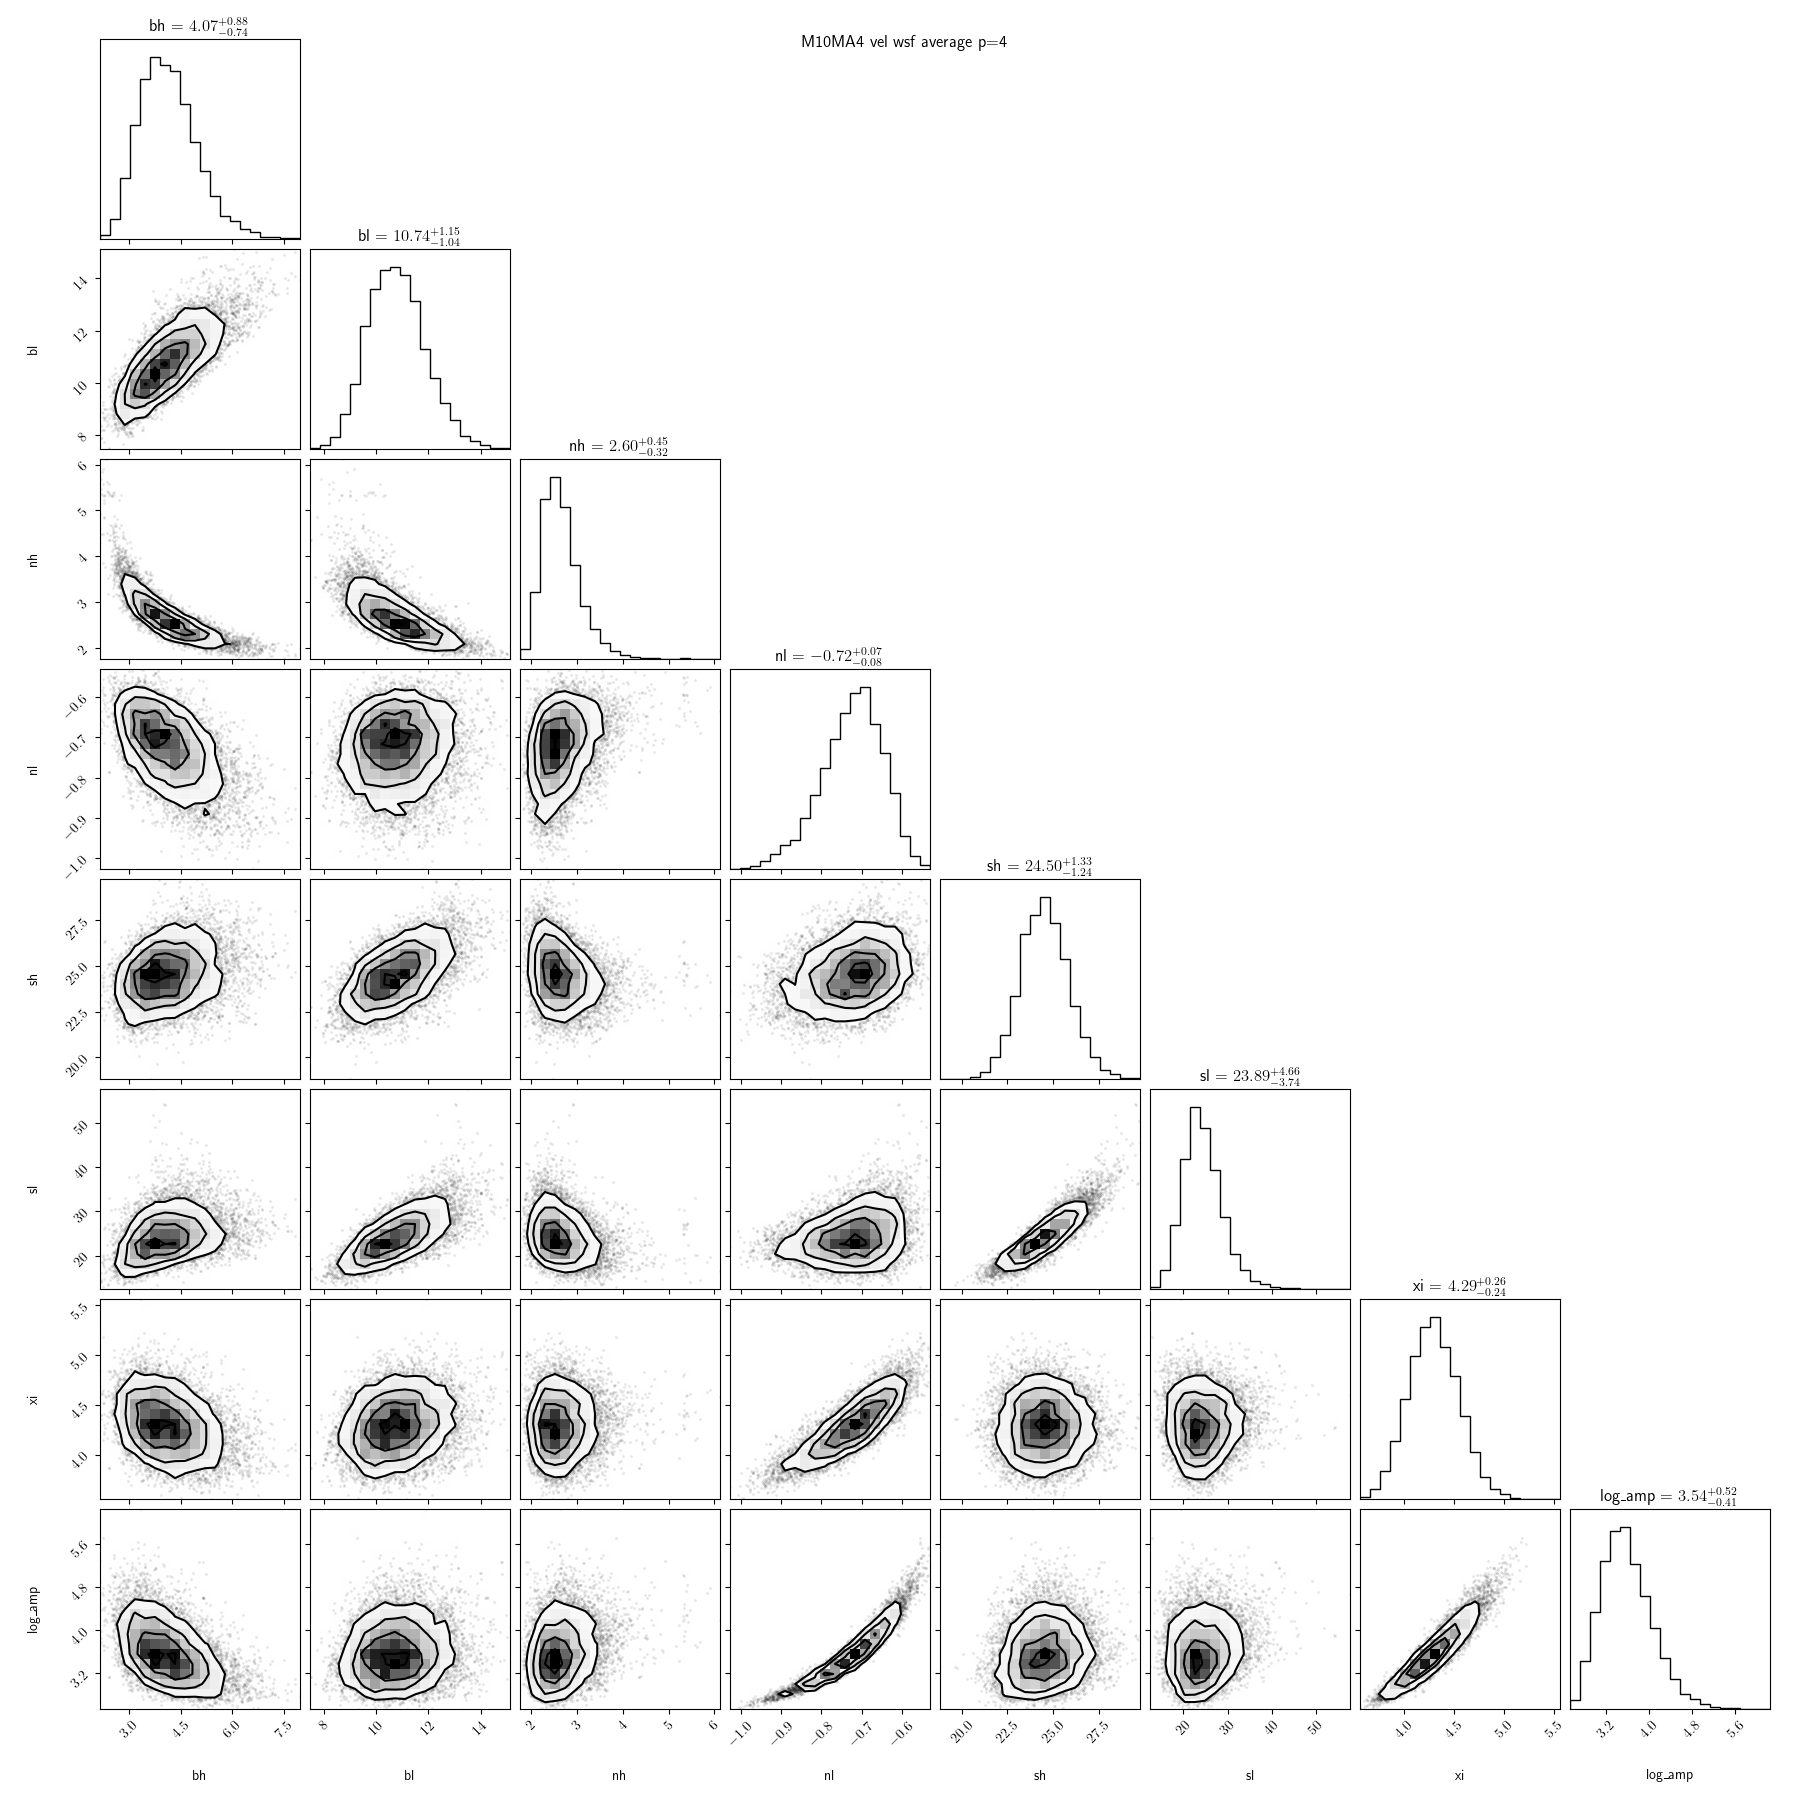 bh = 4.07^{+0.88}_{-0.74}
M10MA4 vel wsf average p=4
bl = 10.74^{+1.15}_{-1.04}
14
12
10
8
bl
nh = 2.60^{+0.45}_{-0.32}
6
5
4
3
2
nh
nl = −0.72^{+0.07}_{-0.08}
−0.6
−0.7
−0.8
−0.9
−1.0
nl
sh = 24.50^{+1.33}_{-1.24}
27.5
25.0
22.5
20.0
sh
sl = 23.89^{+4.66}_{-3.74}
50
40
30
20
sl
xi = 4.29^{+0.26}_{-0.24}
5.5
5.0
4.5
4.0
xi
log_amp = 3.54^{+0.52}_{-0.41}
5.6
4.8
4.0
3.2
log_amp
3.0 4.5 6.0 7.5 8 10 12 14 2 3 4 5 6 −1.0 −0.9 −0.8 −0.7 −0.6 20.0 22.5 25.0 27.5 20 30 40 50 4.0 4.5 5.0 5.5 3.2 4.0 4.8 5.6
bh bl nh nl sh sl xi log_amp